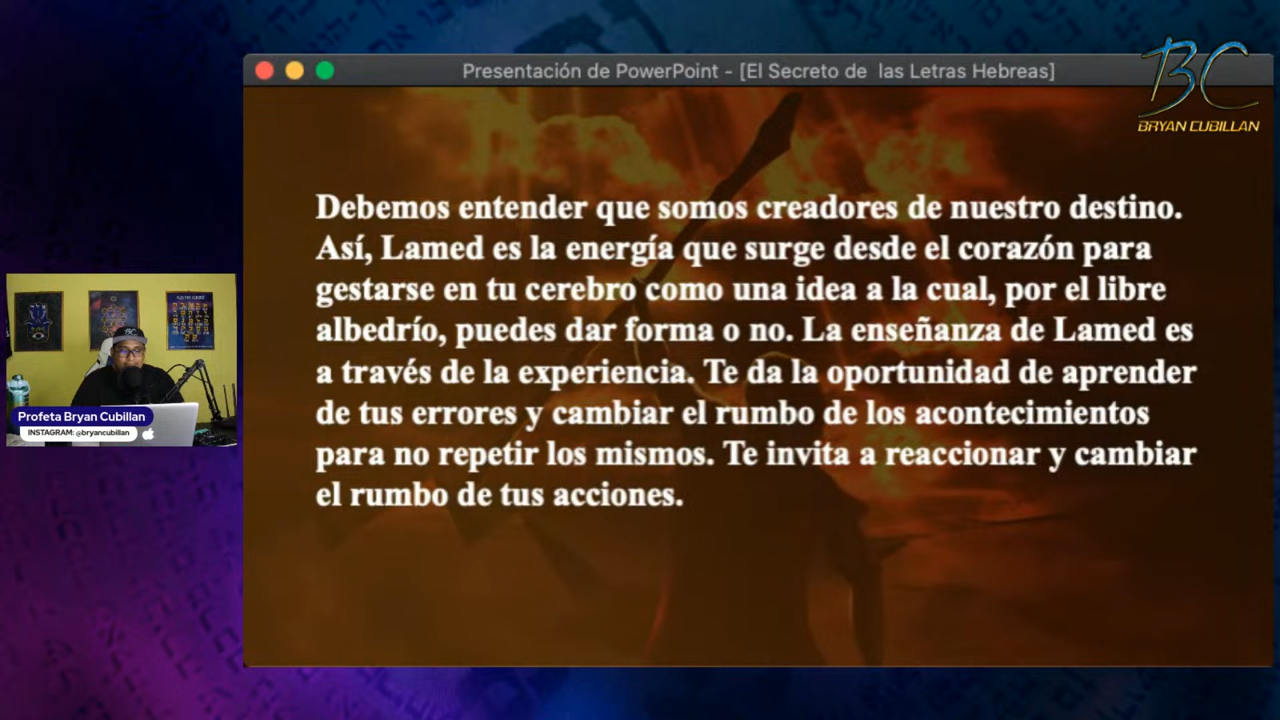 Presentación de PowerPoint - [El Secreto de las Letras Hebreas]
BC
BRYAN CUBILLAN
Debemos entender que somos creadores de nuestro destino.
Así, Lamed es la energía que surge desde el corazón para
gestarse en tu cerebro como una idea a la cual, por el libre
albedrío, puedes dar forma o no. La enseñanza de Lamed es
a través de la experiencia. Te da la oportunidad de aprender
de tus errores y cambiar el rumbo de los acontecimientos
para no repetir los mismos. Te invita a reaccionar y cambiar
el rumbo de tus acciones.
Profeta Bryan Cubillan
INSTAGRAM: @bryancubillan